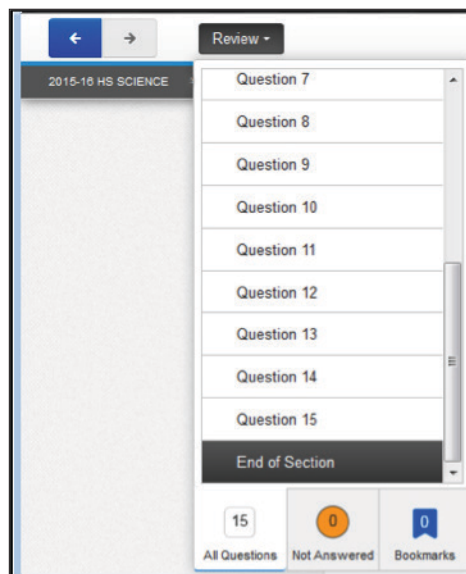 Review
2015-16 HS SCIENCE
Question 7
Question 8
Question 9
Question 10
Question 11
Question 12
Question 13
Question 14
Question 15
End of Section
15
0
0
All Questions
Not Answered
Bookmarks